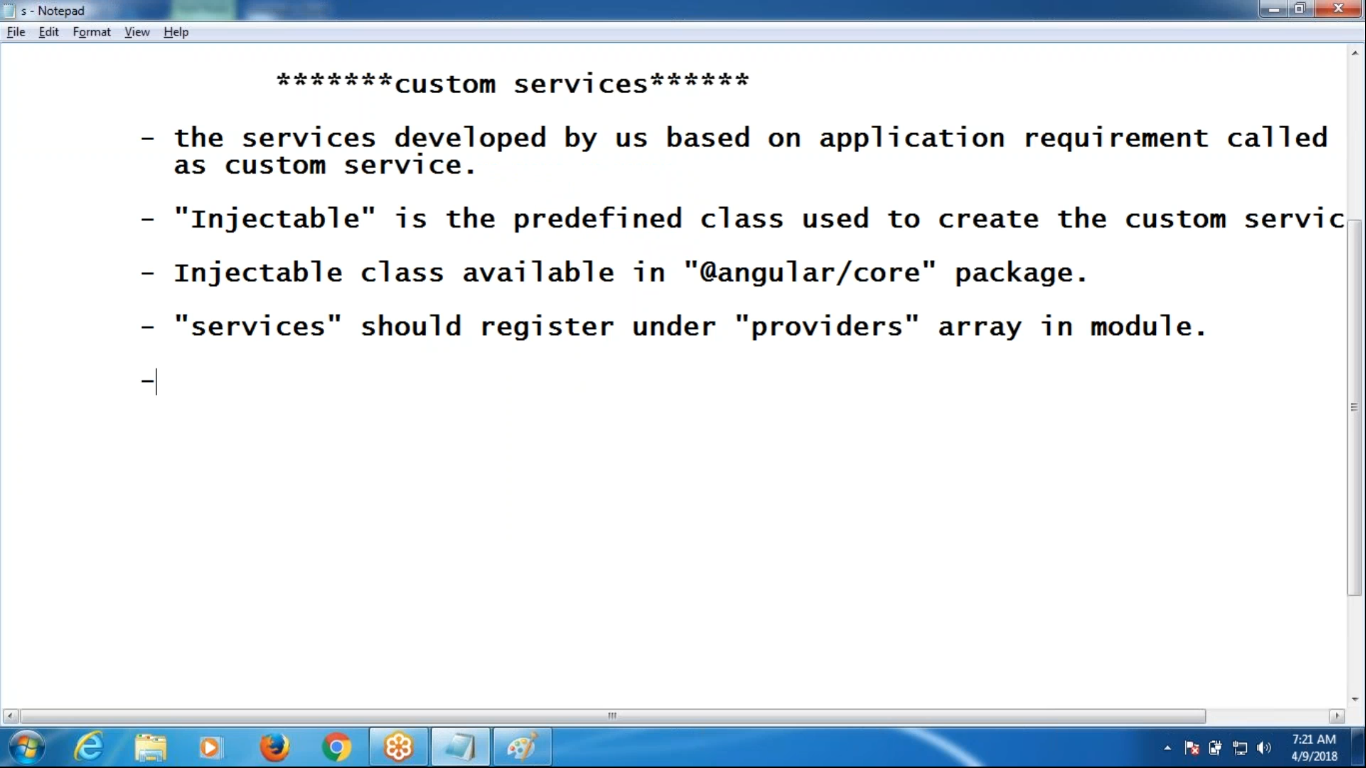 s - Notepad
File Edit Format View Help
*******custom services******
- the services developed by us based on application requirement called
as custom service.
- "Injectable" is the predefined class used to create the custom servic
- Injectable class available in "@angular/core" package.
- "services" should register under "providers" array in module.
-
7:21 AM
4/9/2018